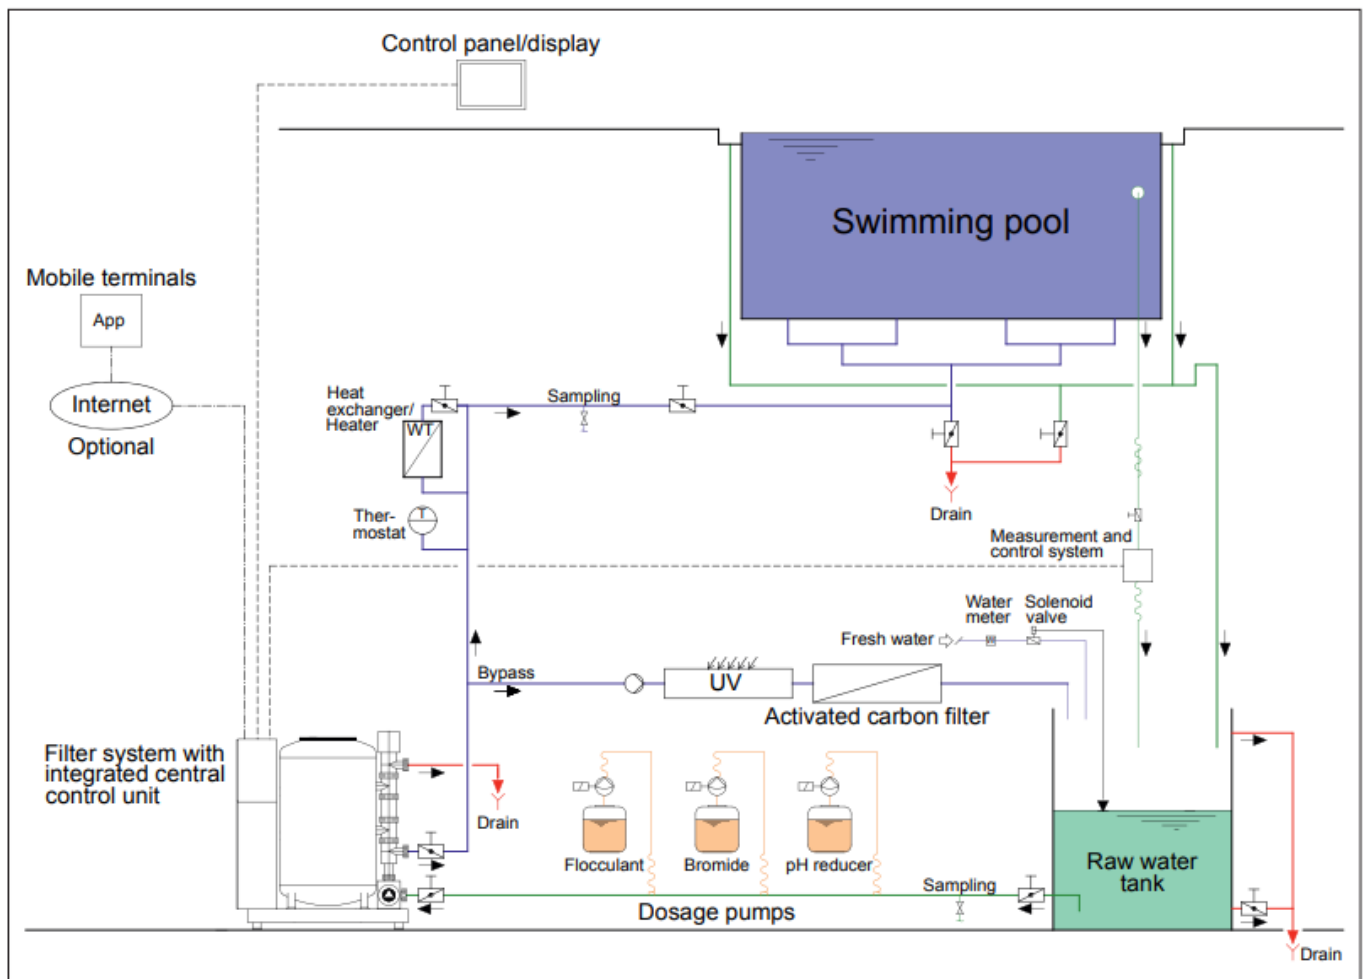 Control panel/display
Swimming pool
Mobile terminals
App
Internet
Optional
Heat
exchanger/
Heater
WT
Sampling
Ther-
mostat
T
Drain
Measurement and
control system
Water
meter
Solenoid
valve
Fresh water
Bypass
UV
Activated carbon filter
Filter system with
integrated central
control unit
Drain
Flocculant
Bromide
pH reducer
Raw water
tank
Sampling
Dosage pumps
Drain